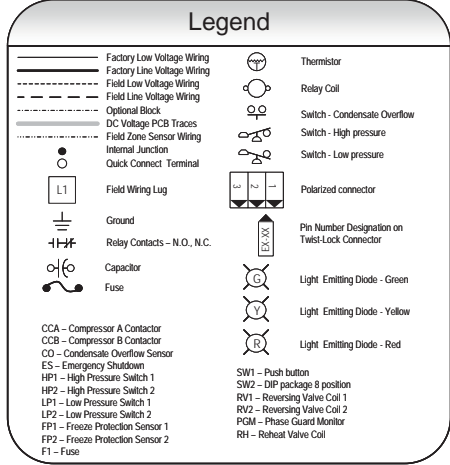 Legend
Factory Low Voltage Wiring
Factory Line Voltage Wiring
Field Low Voltage Wiring
Field Line Voltage Wiring
Optional Block
DC Voltage PCB Traces
Field Zone Sensor Wiring
Internal Junction
Quick Connect Terminal
L1 Field Wiring Lug
Ground
Relay Contacts – N.O., N.C.
Capacitor
Fuse
Thermistor
Relay Coil
Switch - Condensate Overflow
Switch - High pressure
Switch - Low pressure
3 2 1 Polarized connector
EX-XX
Pin Number Designation on
Twist-Lock Connector
G Light Emitting Diode - Green
Y Light Emitting Diode - Yellow
R Light Emitting Diode - Red
CCA – Compressor A Contactor
CCB – Compressor B Contactor
CO – Condensate Overflow Sensor
ES – Emergency Shutdown
HP1 – High Pressure Switch 1
HP2 – High Pressure Switch 2
LP1 – Low Pressure Switch 1
LP2 – Low Pressure Switch 2
FP1 – Freeze Protection Sensor 1
FP2 – Freeze Protection Sensor 2
F1 – Fuse
SW1 – Push button
SW2 – DIP package 8 position
RV1 – Reversing Valve Coil 1
RV2 – Reversing Valve Coil 2
PGM – Phase Guard Monitor
RH – Reheat Valve Coil